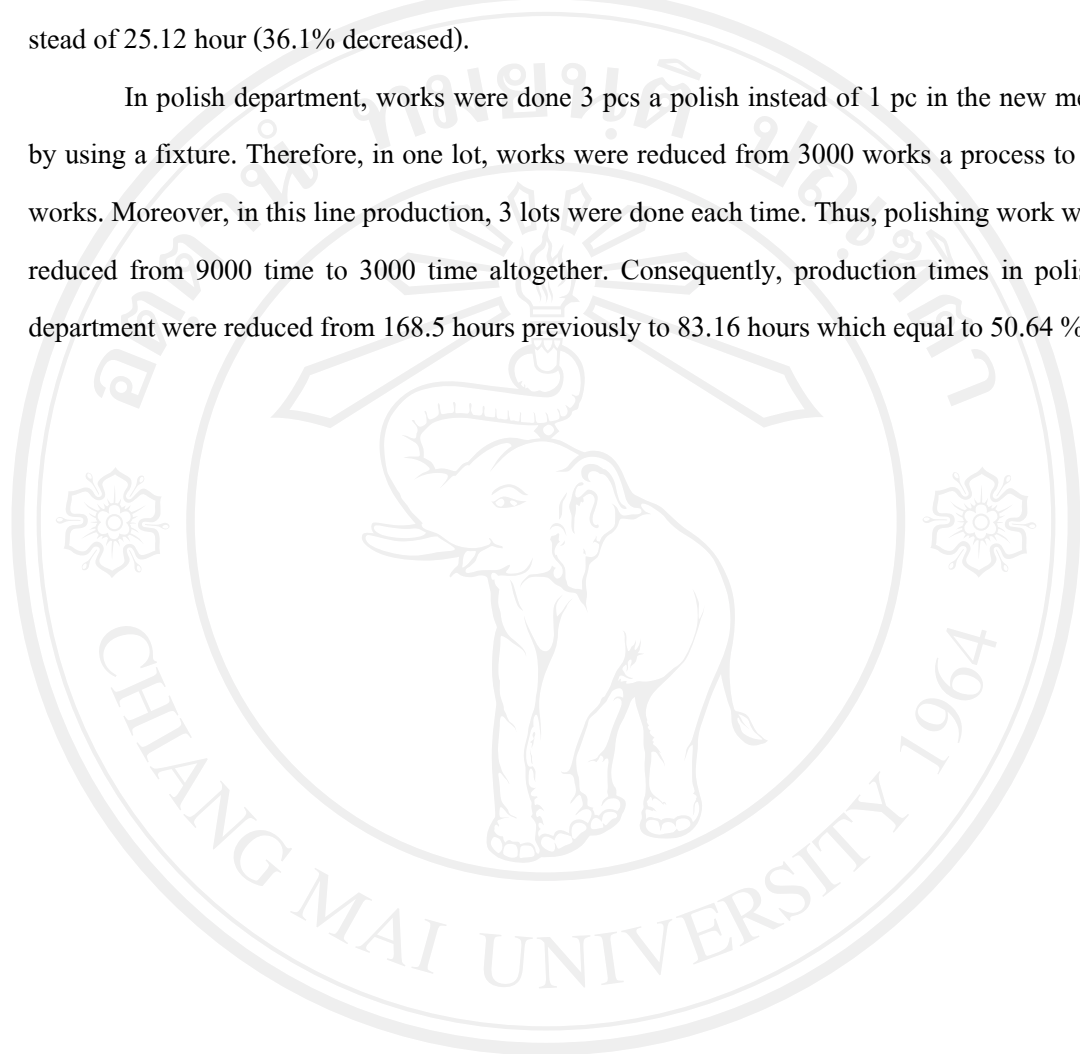 stead of 25.12 hour (36.1% decreased).
In polish department, works were done 3 pcs a polish instead of 1 pc in the new
by using a fixture. Therefore, in one lot, works were reduced from 3000 works a process to
works. Moreover, in this line production, 3 lots were done each time. Thus, polishing work
reduced from 9000 time to 3000 time altogether. Consequently, production times in
department were reduced from 168.5 hours previously to 83.16 hours which equal to 50.64 %
CHIANG MAI UNIVERSITY 1964